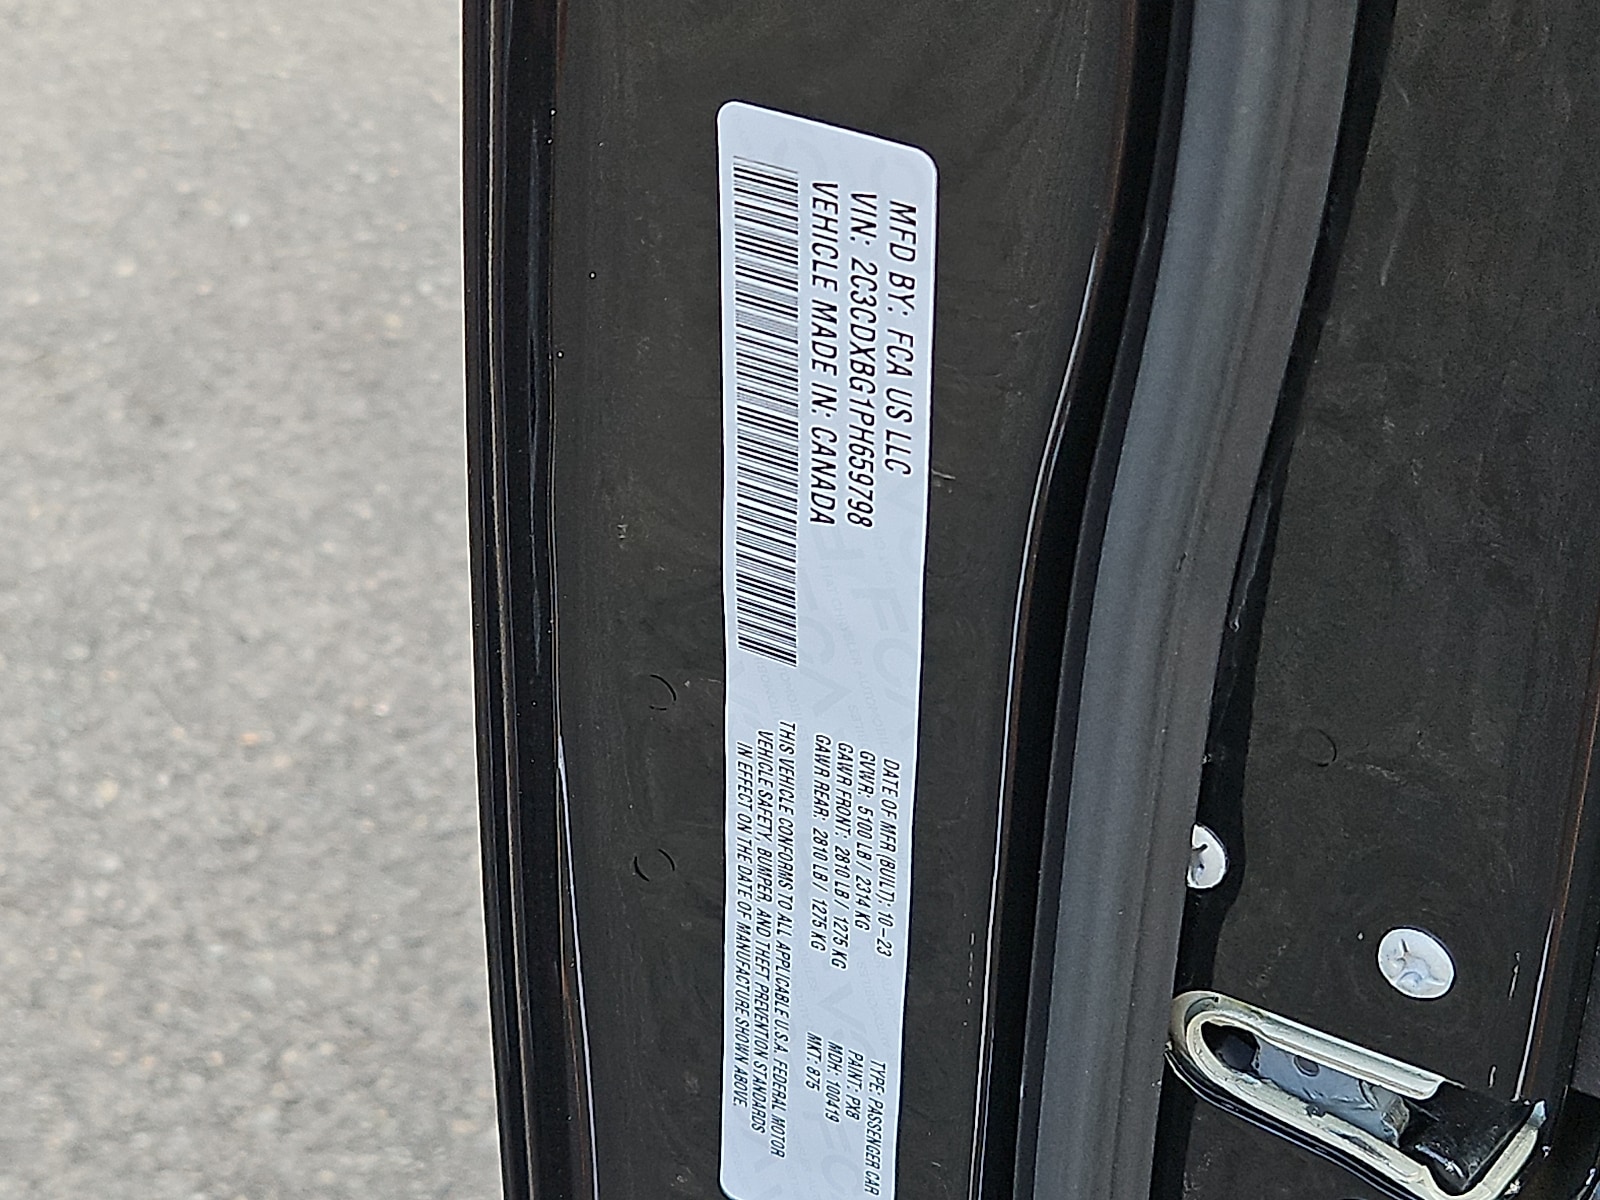 MFD BY: FCA US LLC
VIN: 2C3CDXBG1PH659798
VEHICLE MADE IN: CANADA
DATE OF MFR (BUILT): 10-23
GVWR: 5100 LB / 2314 KG
GAWR FRONT: 2810 LB / 1275 KG
GAWR REAR: 2810 LB / 1275 KG
TYPE: PASSENGER CAR
PAINT: PX8
MDH: 100419
MKT: 875
THIS VEHICLE CONFORMS TO ALL APPLICABLE U.S.A. FEDERAL MOTOR
VEHICLE SAFETY, BUMPER, AND THEFT PREVENTION STANDARDS
IN EFFECT ON THE DATE OF MANUFACTURE SHOWN ABOVE.